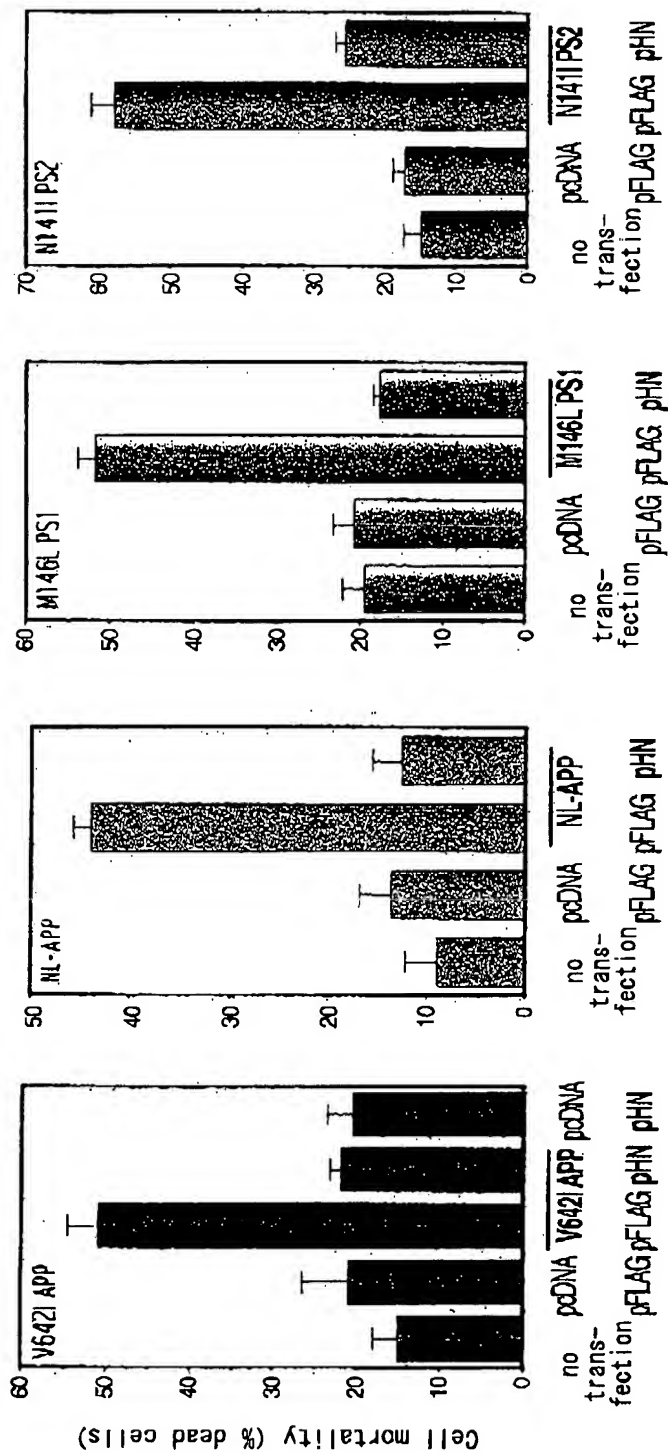 Cell mortality (% dead cells)
60
50
40
30
20
10
0
V642I APP
no trans-fection
pcDNA
V642I APP
pcDNA
pFLAG
pFLAG
pHN
pHN
50
40
30
20
10
0
NL-APP
no trans-fection
pcDNA
NL-APP
pFLAG
pFLAG
pHN
60
50
40
30
20
10
0
M146L PS1
no trans-fection
pcDNA
M146L PS1
pFLAG
pFLAG
pHN
70
60
50
40
30
20
10
0
N141I PS2
no trans-fection
pcDNA
N141I PS2
pFLAG
pFLAG
pHN